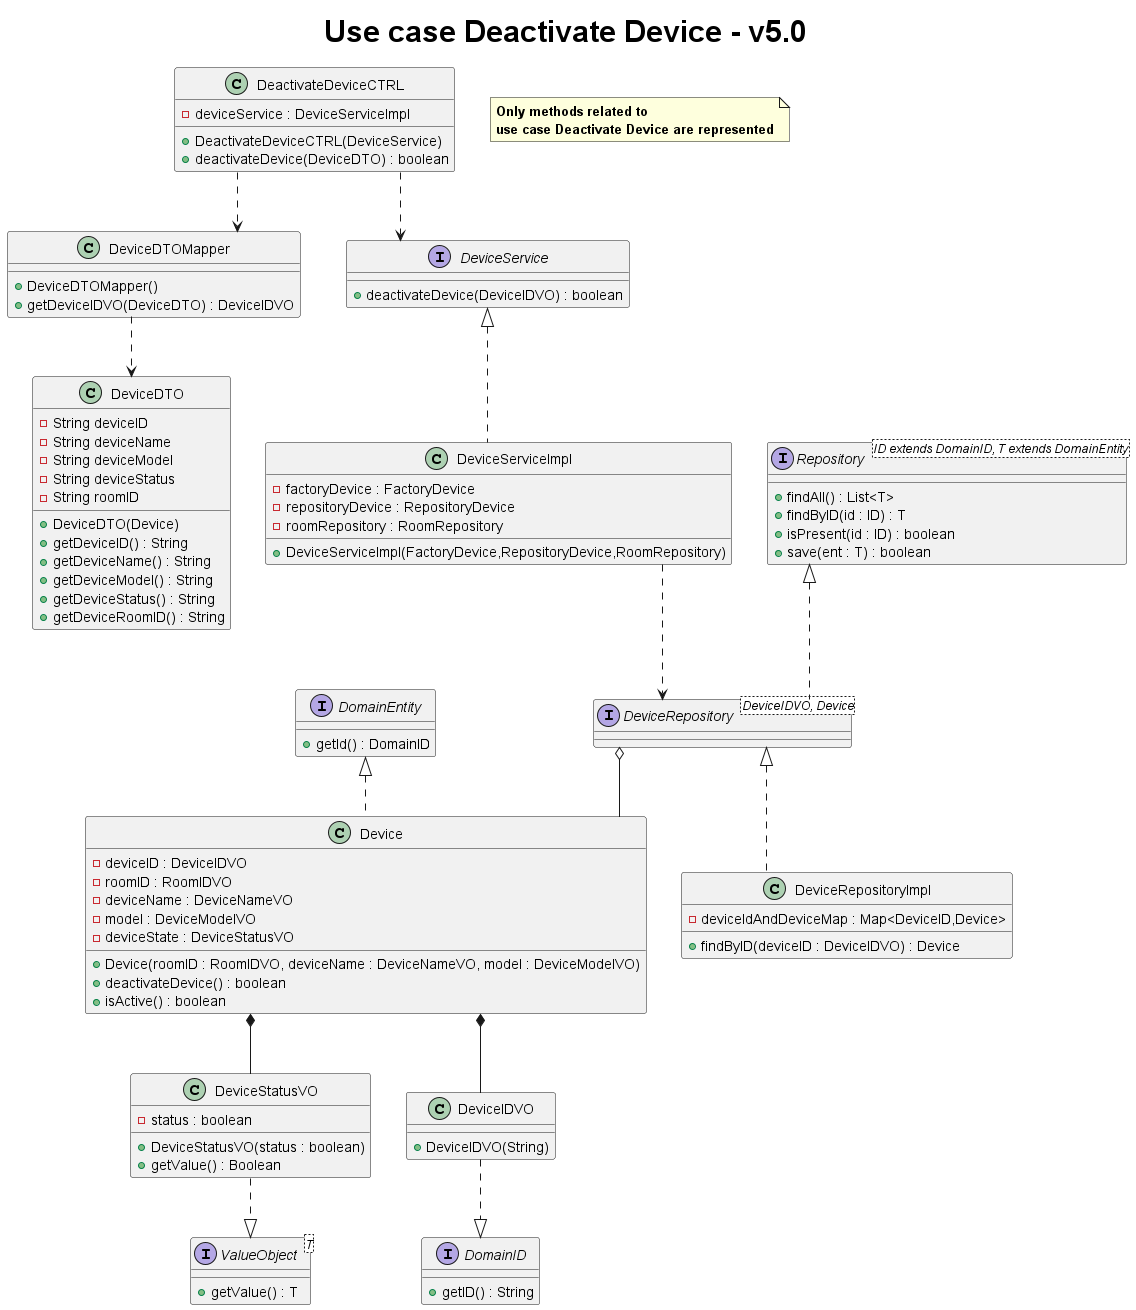 Use case Deactivate Device - v5.0
C DeactivateDeviceCTRL
deviceService : DeviceServiceImpl
DeactivateDeviceCTRL(DeviceService)
deactivateDevice(DeviceDTO) : boolean
Only methods related to
use case Deactivate Device are represented
C DeviceDTOMapper
DeviceDTOMapper()
getDeviceIDVO(DeviceDTO) : DeviceIDVO
I DeviceService
deactivateDevice(DeviceIDVO) : boolean
C DeviceDTO
String deviceID
String deviceName
String deviceModel
String deviceStatus
String roomID
DeviceDTO(Device)
getDeviceID() : String
getDeviceName() : String
getDeviceModel() : String
getDeviceStatus() : String
getDeviceRoomID() : String
C DeviceServiceImpl
factoryDevice : FactoryDevice
repositoryDevice : RepositoryDevice
roomRepository : RoomRepository
DeviceServiceImpl(FactoryDevice,RepositoryDevice,RoomRepository)
I Repository
ID extends DomainID, T extends DomainEntity
findAll() : List<T>
findByID(id : ID) : T
isPresent(id : ID) : boolean
save(ent : T) : boolean
I DomainEntity
getId() : DomainID
I DeviceRepository
DeviceIDVO, Device
C Device
deviceID : DeviceIDVO
roomID : RoomIDVO
deviceName : DeviceNameVO
model : DeviceModelVO
deviceState : DeviceStatusVO
Device(roomID : RoomIDVO, deviceName : DeviceNameVO, model : DeviceModelVO)
deactivateDevice() : boolean
isActive() : boolean
C DeviceRepositoryImpl
deviceIdAndDeviceMap : Map<DeviceID,Device>
findByID(deviceID : DeviceIDVO) : Device
C DeviceStatusVO
status : boolean
DeviceStatusVO(status : boolean)
getValue() : Boolean
C DeviceIDVO
DeviceIDVO(String)
I ValueObject
T
getValue() : T
I DomainID
getID() : String